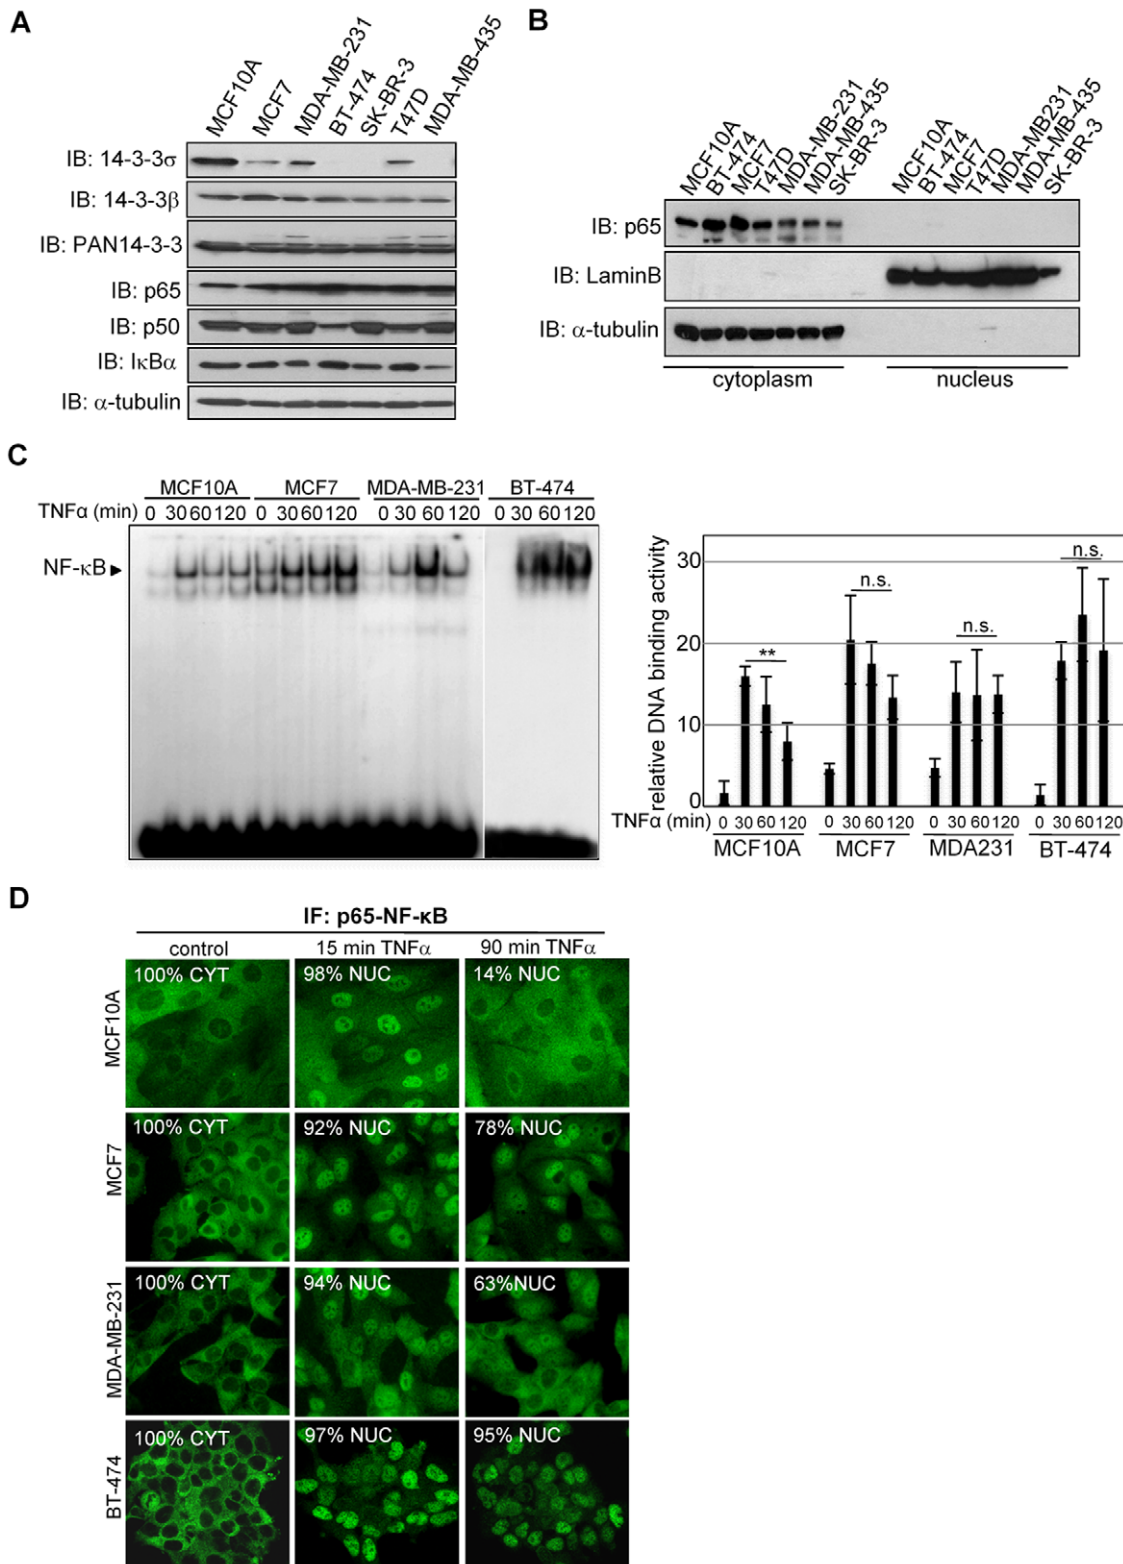 A
MCF10A
MCF7
MDA-MB-231
BT-474
SK-BR-3
T47D
MDA-MB-435
IB: 14-3-3σ
IB: 14-3-3β
IB: PAN14-3-3
IB: p65
IB: p50
IB: IκBα
IB: α-tubulin
B
MCF10A
BT-474
MCF7
T47D
MDA-MB-231
MDA-MB-435
SK-BR-3
MCF10A
BT-474
MCF7
T47D
MDA-MB231
MDA-MB-435
SK-BR-3
IB: p65
IB: LaminB
IB: α-tubulin
cytoplasm
nucleus
C
MCF10A MCF7 MDA-MB-231 BT-474
TNFα (min) 0 30 60 120 0 30 60 120 0 30 60 120 0 30 60 120
NF-κB
relative DNA binding activity
30
20
10
0
**
n.s.
n.s.
n.s.
TNFα (min) 0 30 60 120 0 30 60 120 0 30 60 120 0 30 60 120
MCF10A MCF7 MDA231 BT-474
D
IF: p65-NF-κB
control 15 min TNFα 90 min TNFα
MCF10A
100% CYT 98% NUC 14% NUC
MCF7
100% CYT 92% NUC 78% NUC
MDA-MB-231
100% CYT 94% NUC 63%NUC
BT-474
100% CYT 97% NUC 95% NUC